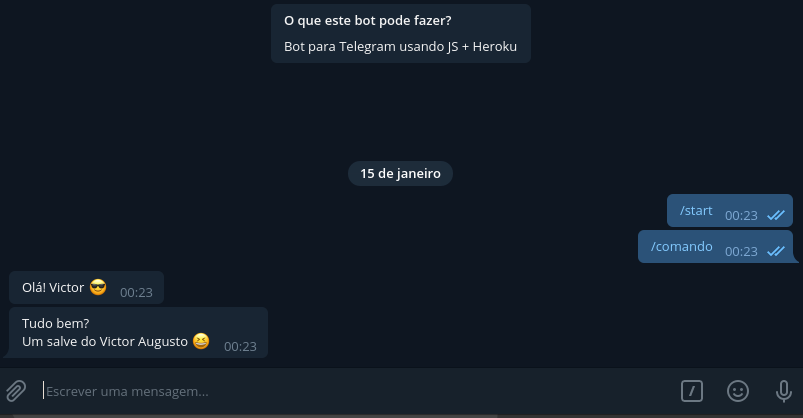 O que este bot pode fazer?
Bot para Telegram usando JS + Heroku
15 de janeiro
/start 00:23
/comando 00:23
Olá! Victor 😎 00:23
Tudo bem?
Um salve do Victor Augusto 😆 00:23
Escrever uma mensagem...